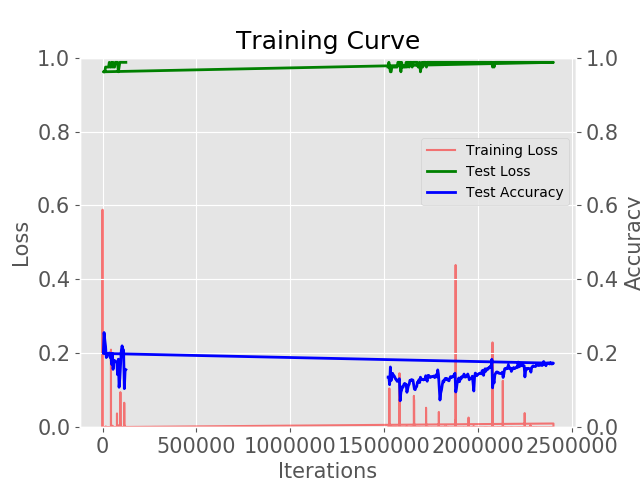 Training Curve
1.0
0.8
0.6
0.4
0.2
0.0
Loss
1.0
0.8
0.6
0.4
0.2
0.0
Accuracy
Training Loss
Test Loss
Test Accuracy
0 500000 1000000 1500000 2000000 2500000
Iterations